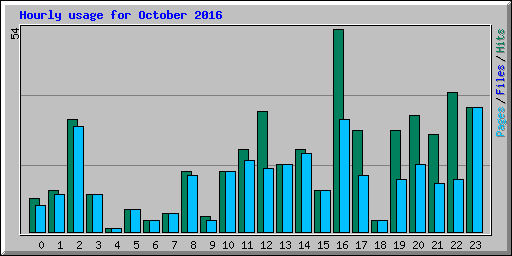 Hourly usage for October 2016
54
Pages/Files/Hits
0 1 2 3 4 5 6 7 8 9 10 11 12 13 14 15 16 17 18 19 20 21 22 23